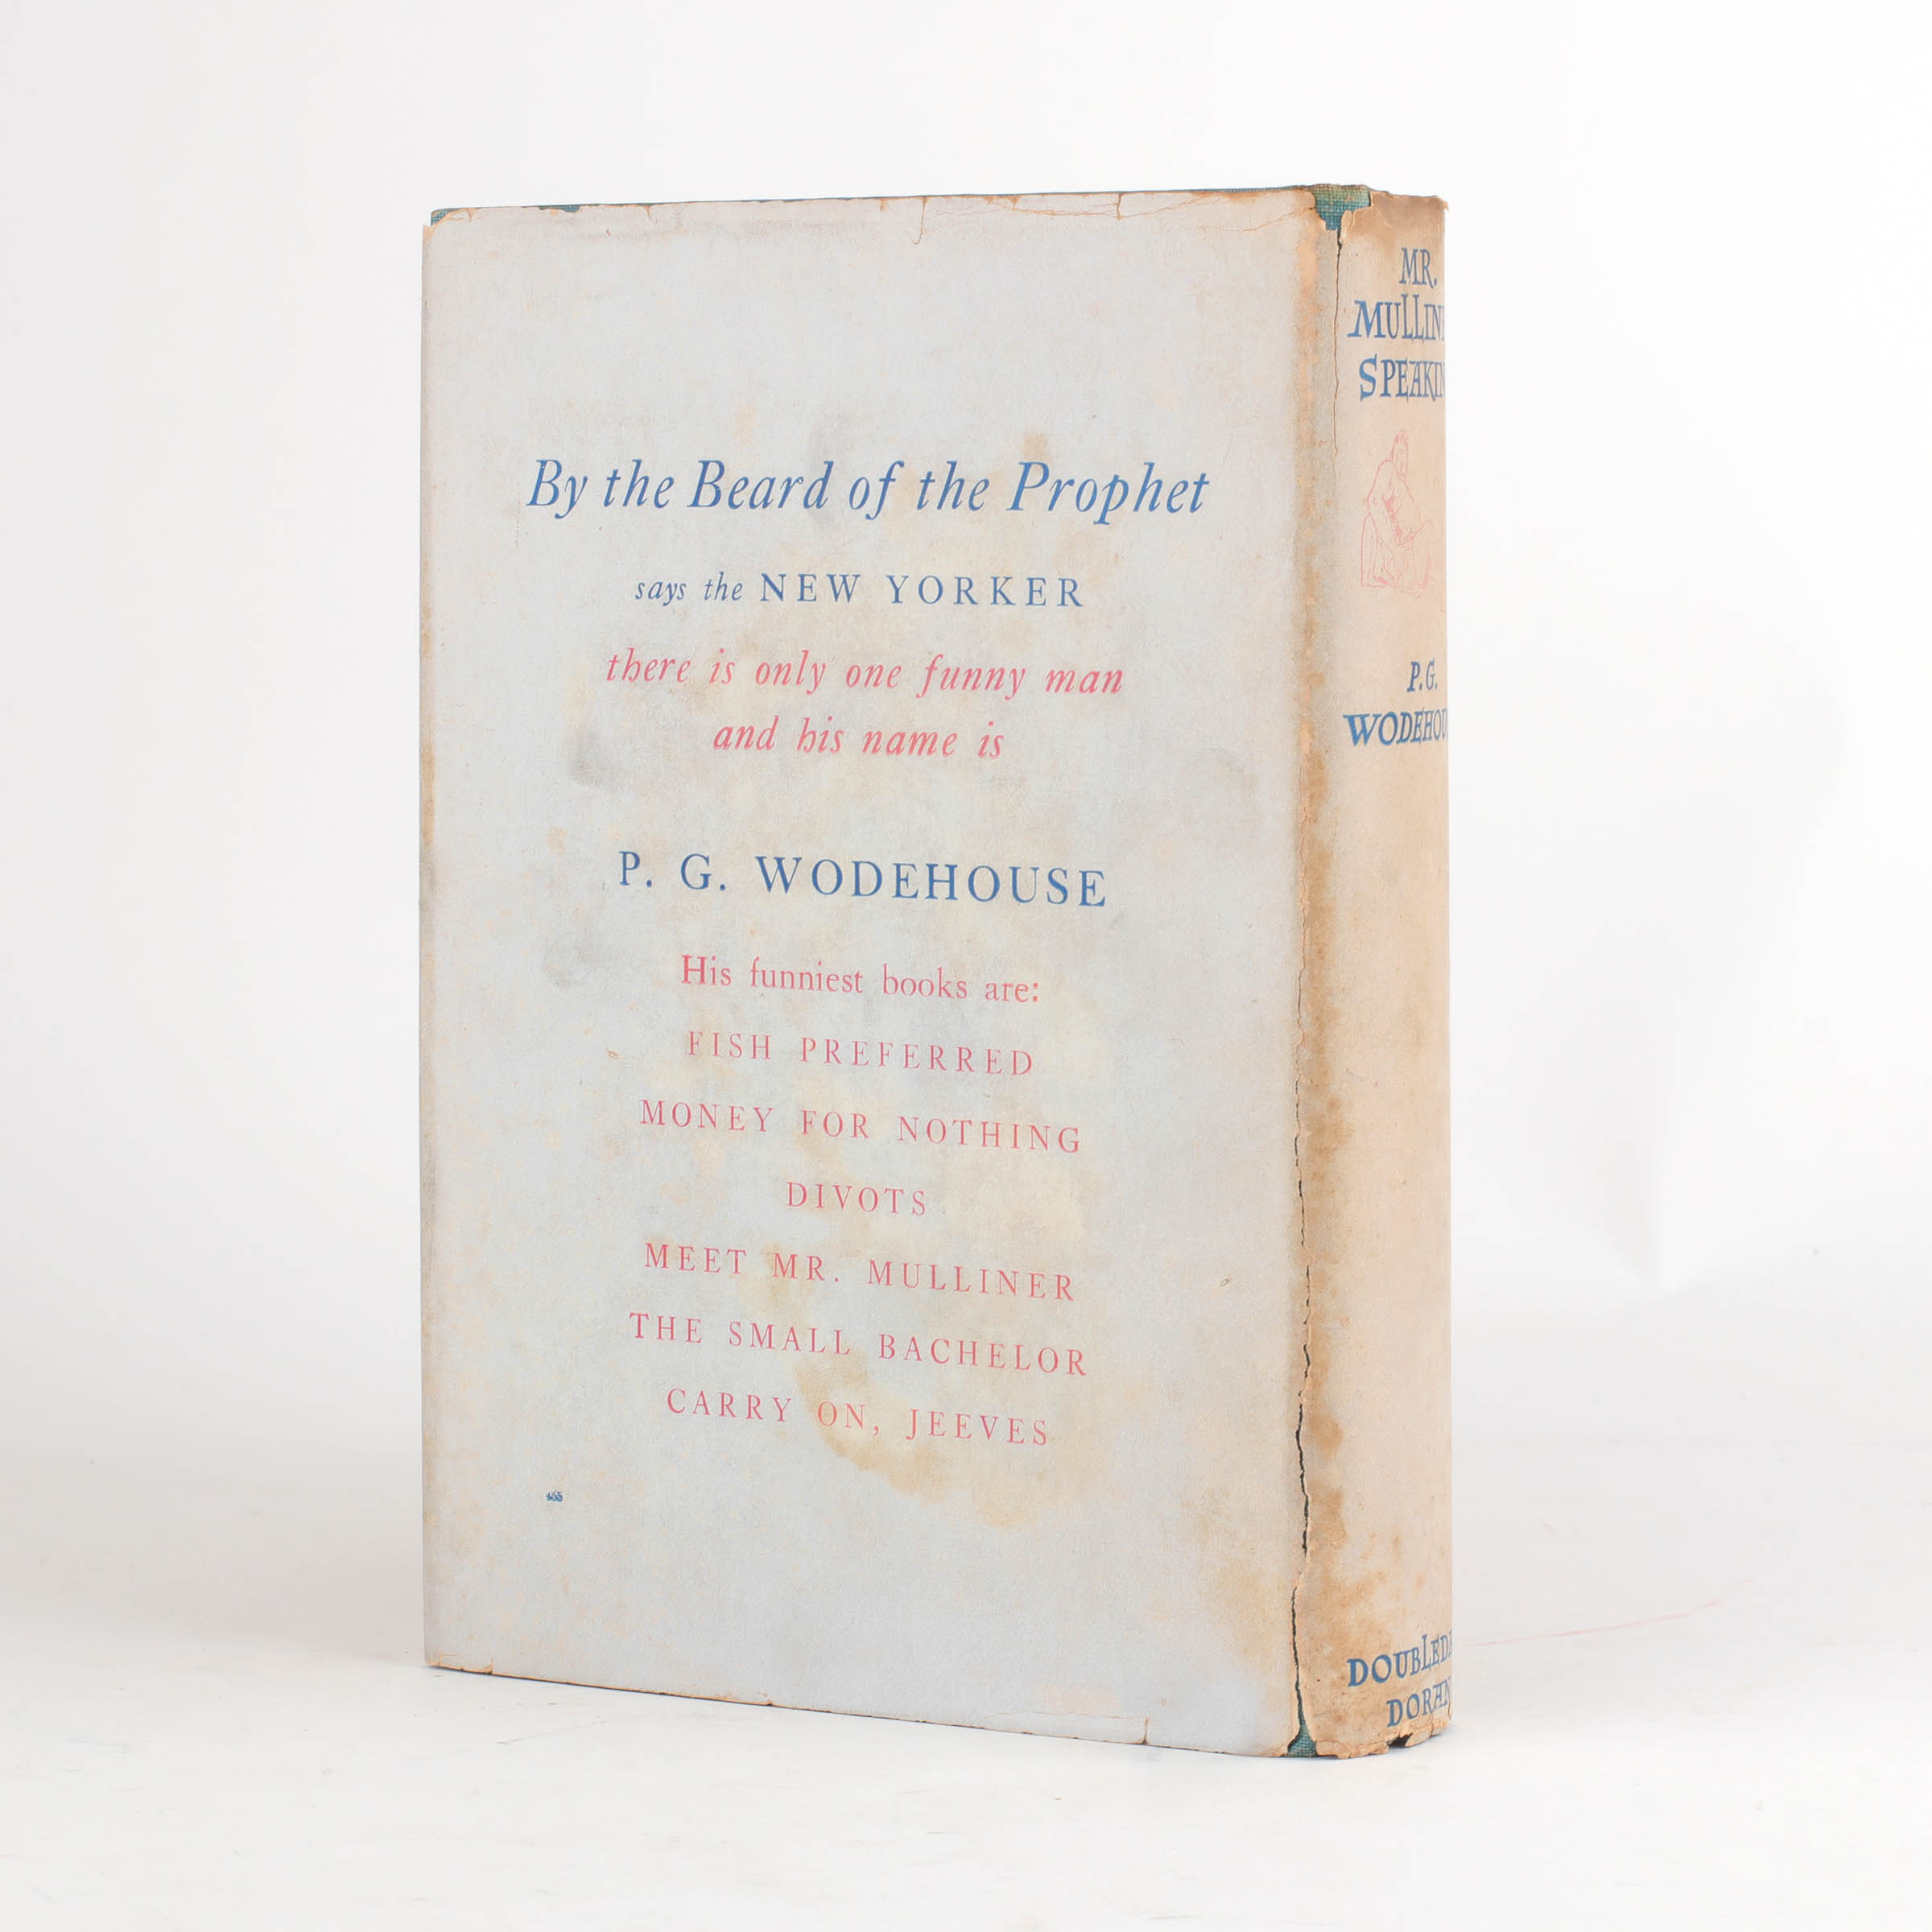 By the Beard of the Prophet
says the NEW YORKER
there is only one funny man
and his name is
P. G. WODEHOUSE
His funniest books are:
FISH PREFERRED
MONEY FOR NOTHING
DIVOTS
MEET MR. MULLINER
THE SMALL BACHELOR
CARRY ON, JEEVES
MR.
MULLIN
SPEAKIN
P. G.
WODEHOU
DOUBLED
DORAN